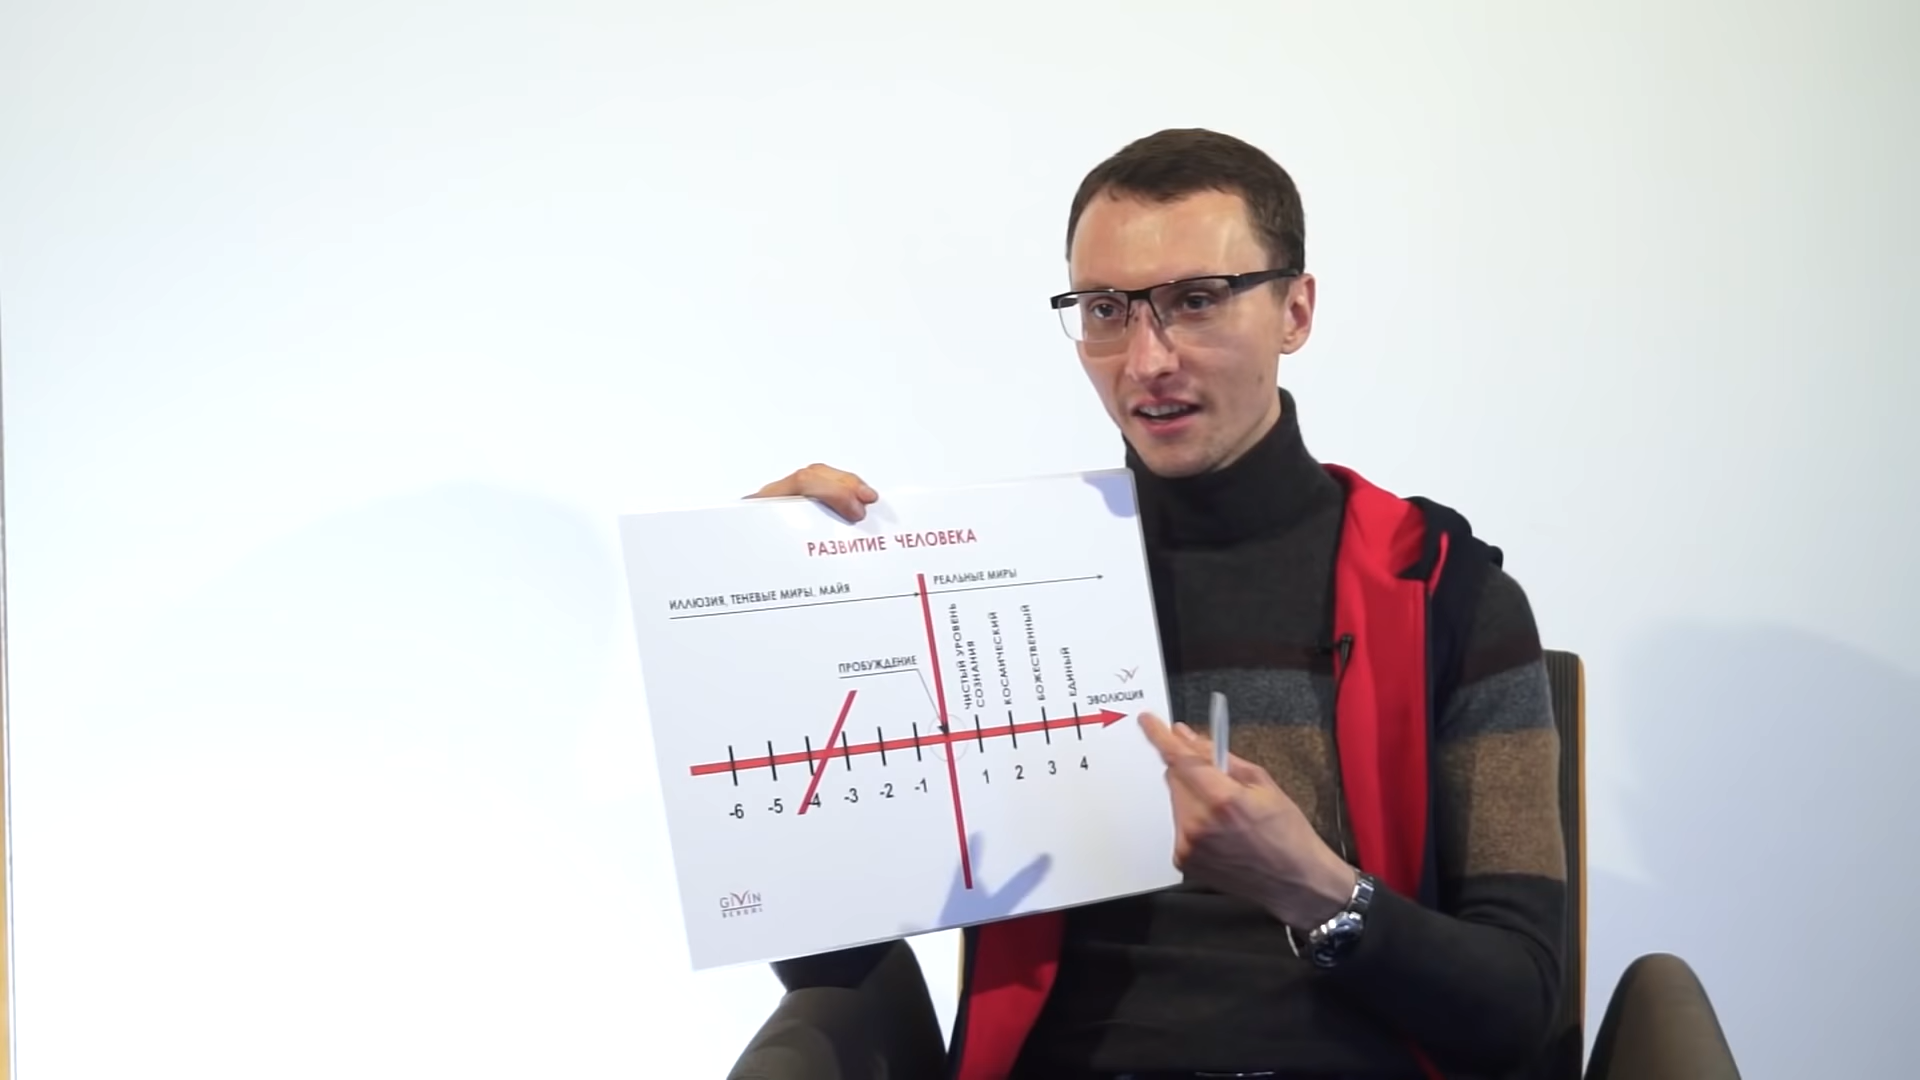 РАЗВИТИЕ ЧЕЛОВЕКА
ИЛЛЮЗИЯ, ТЕНЕВЫЕ МИРЫ, МАЙЯ
РЕАЛЬНЫЕ МИРЫ
ПРОБУЖДЕНИЕ
ЧИСТЫЙ УРОВЕНЬ
СОЗНАНИЯ
КОСМИЧЕСКИЙ
БОЖЕСТВЕННЫЙ
ЕДИНЫЙ
ЭВОЛЮЦИЯ
-6 -5 -4 -3 -2 -1 1 2 3 4
GIVIN
SCHOOL